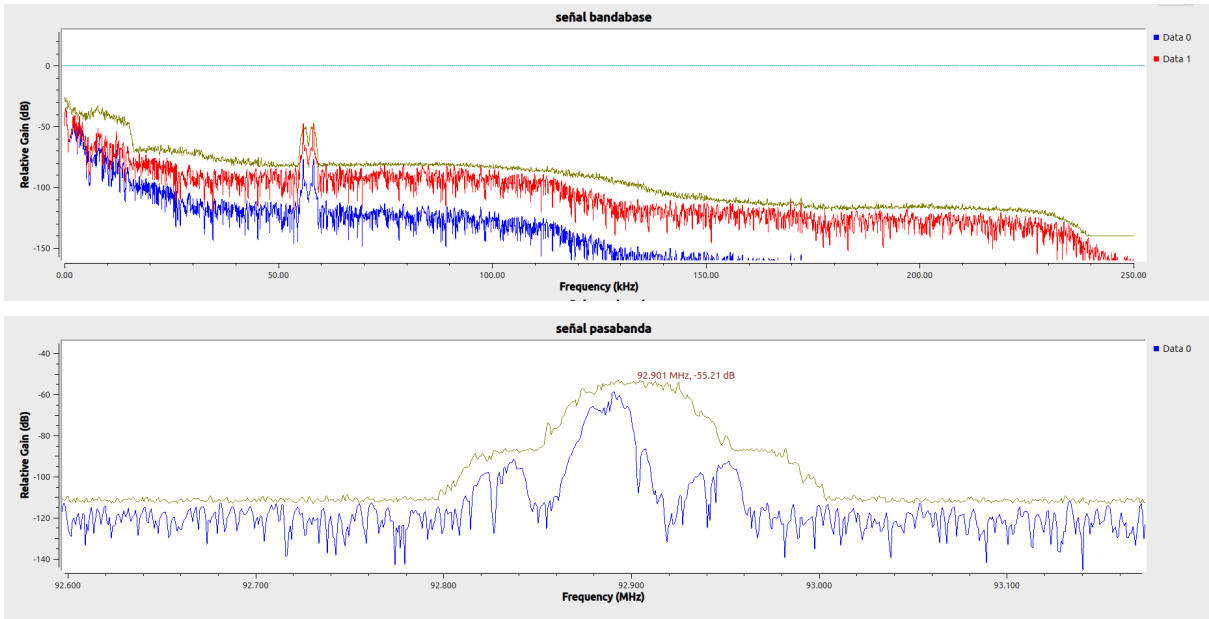 señal bandabase
Data 0
Data 1
Relative Gain (dB)
0
-50
-100
-150
0.00 50.00 100.00 150.00 200.00 250.00
Frequency (kHz)
señal pasabanda
Data 0
92.901 MHz, -55.21 dB
Relative Gain (dB)
-40
-60
-80
-100
-120
-140
92.600 92.700 92.800 92.900 93.000 93.100
Frequency (MHz)